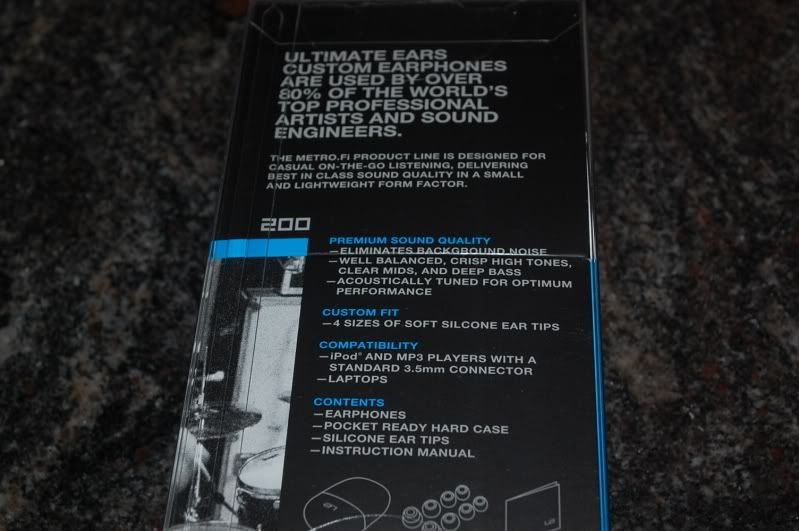 ULTIMATE EARS
CUSTOM EARPHONES
ARE USED BY OVER
80% OF THE WORLD'S
TOP PROFESSIONAL
ARTISTS AND SOUND
ENGINEERS.
THE METRO.FI PRODUCT LINE IS DESIGNED FOR
CASUAL ON-THE-GO LISTENING, DELIVERING
BEST IN CLASS SOUND QUALITY IN A SMALL
AND LIGHTWEIGHT FORM FACTOR.
200
PREMIUM SOUND QUALITY
—ELIMINATES BACKGROUND NOISE
—WELL BALANCED, CRISP HIGH TONES,
CLEAR MIDS, AND DEEP BASS
—ACOUSTICALLY TUNED FOR OPTIMUM
PERFORMANCE
CUSTOM FIT
—4 SIZES OF SOFT SILCONE EAR TIPS
COMPATIBILITY
—iPod® AND MP3 PLAYERS WITH A
STANDARD 3.5mm CONNECTOR
—LAPTOPS
CONTENTS
—EARPHONES
—POCKET READY HARD CASE
—SILICONE EAR TIPS
—INSTRUCTION MANUAL